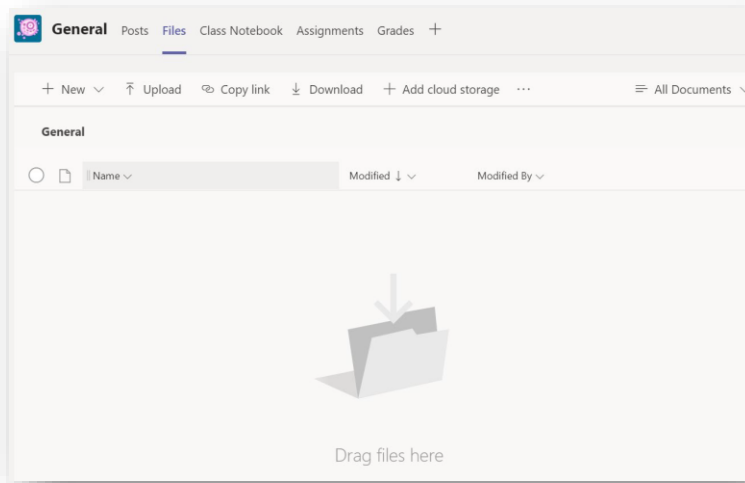 General Posts Files Class Notebook Assignments Grades +
+ New Upload Copy link Download + Add cloud storage ··· All Documents
General
Name Modified ↓ Modified By
Drag files here